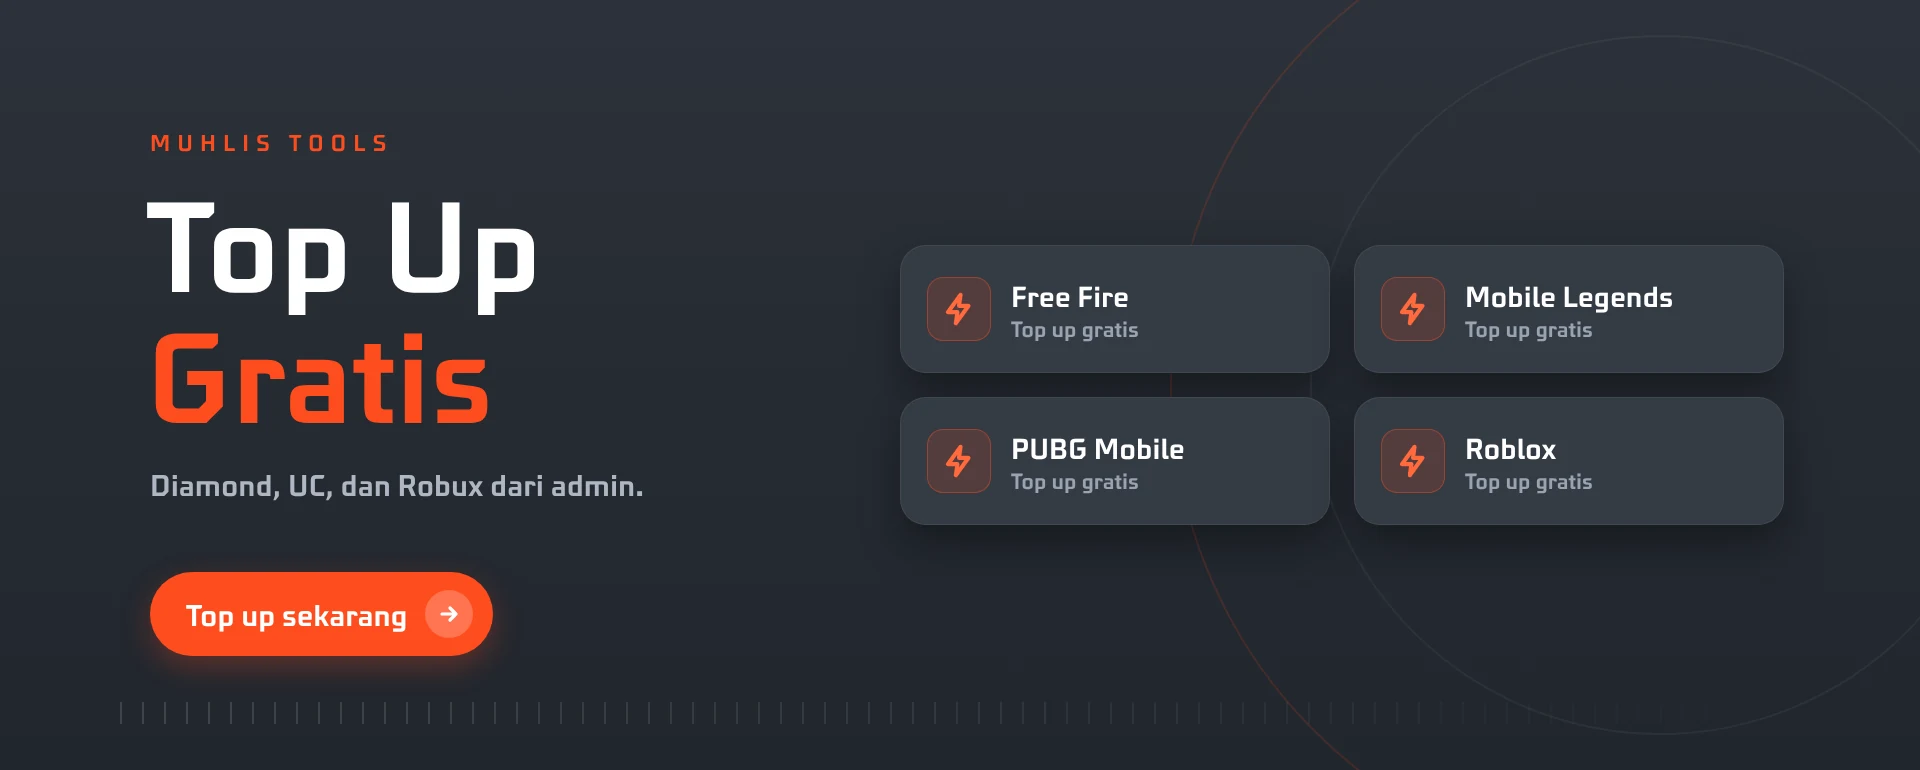 MUHLIS TOOLS
Top Up
Gratis
Diamond, UC, dan Robux dari admin.
Top up sekarang
Free Fire
Top up gratis
Mobile Legends
Top up gratis
PUBG Mobile
Top up gratis
Roblox
Top up gratis